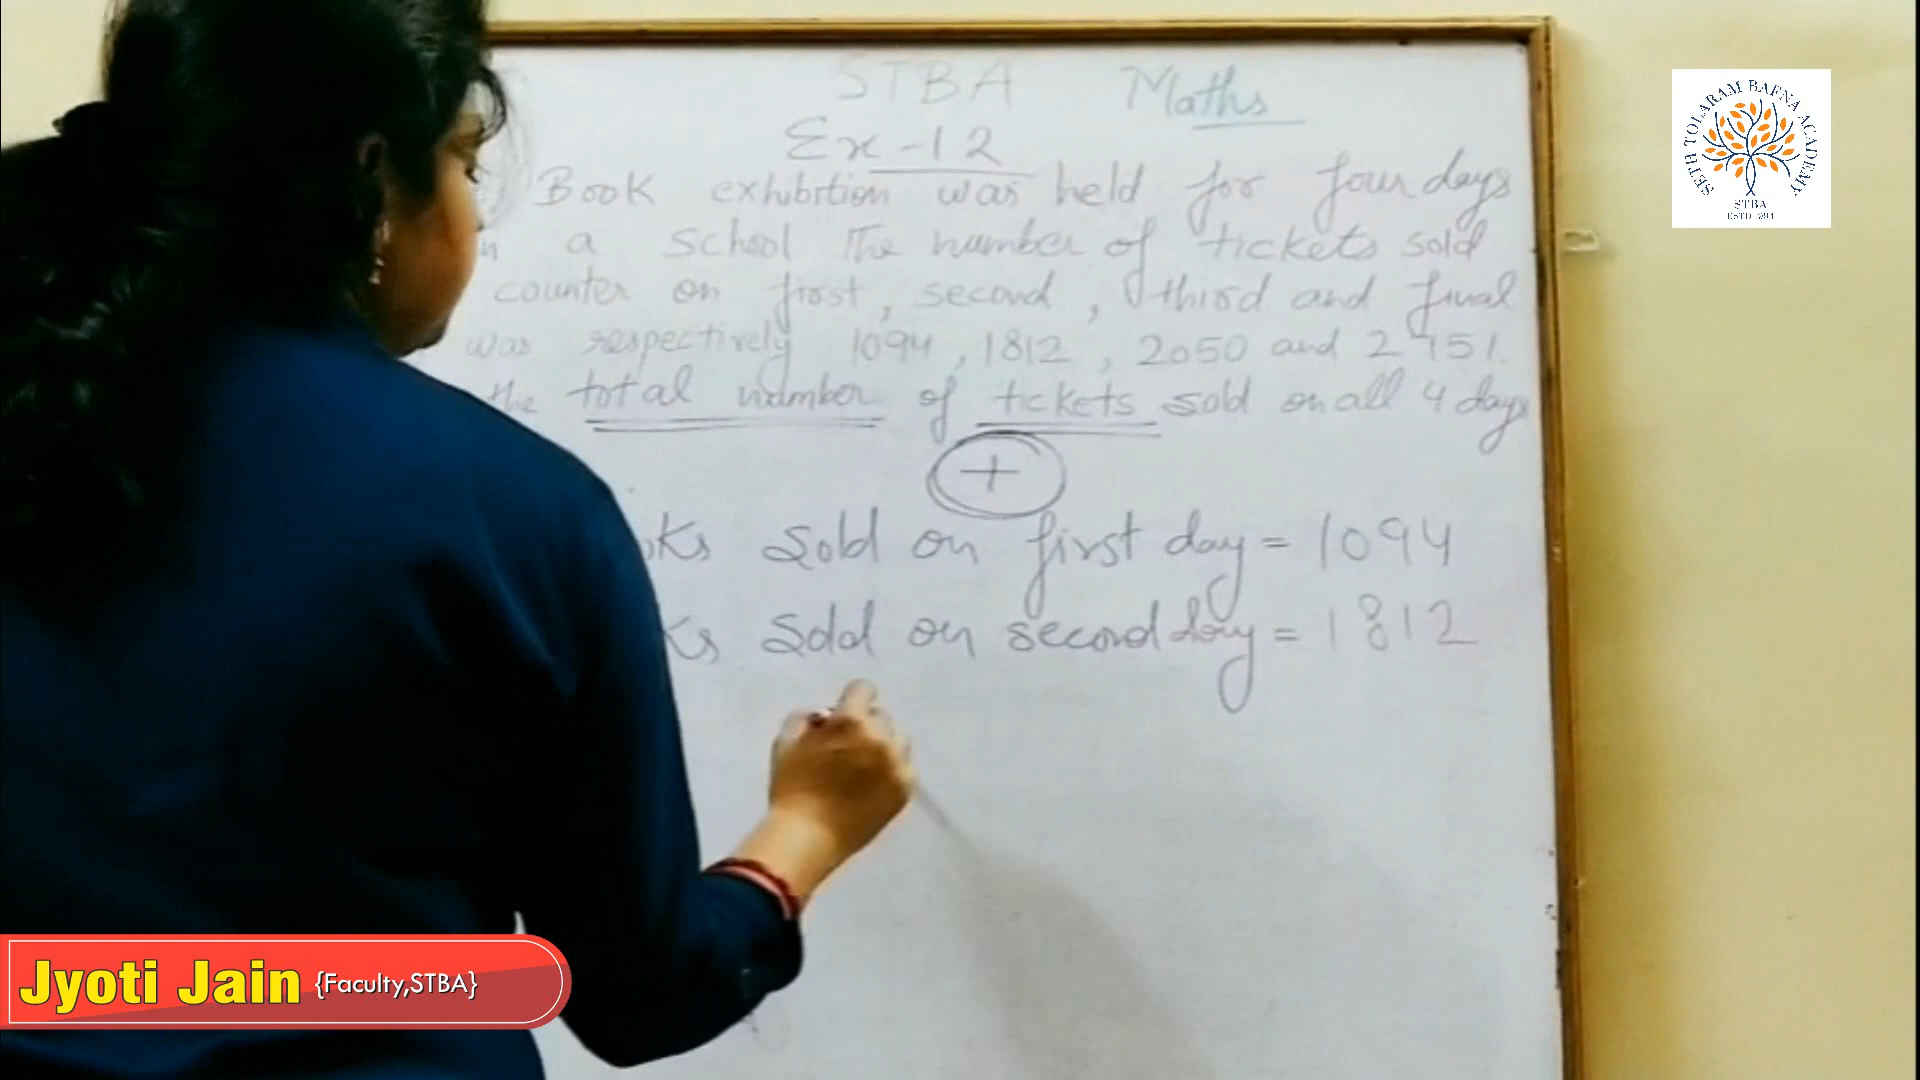 STBA Maths
Ex-12
Book exhibition was held for four days
a school The number of tickets sold
counter on first, second, third and final
was respectively 1094, 1812, 2050 and 2751.
the total number of tickets sold on all 4 days
+
sold on first day = 1094
sold on second day = 1812
SETH TOLARAM BAFNA ACADEMY
STBA
Jyoti Jain {Faculty,STBA}